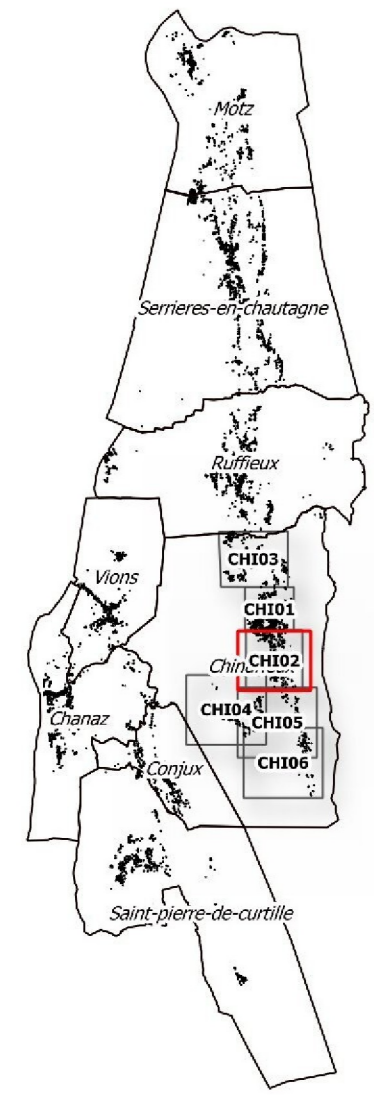 Motz
Serrieres-en-chautagne
Ruffieux
CHI03
Vions
CHI01
CHI02
CHI04
Chanaz
CHI05
CHI06
Conjux
Saint-pierre-de-curtille